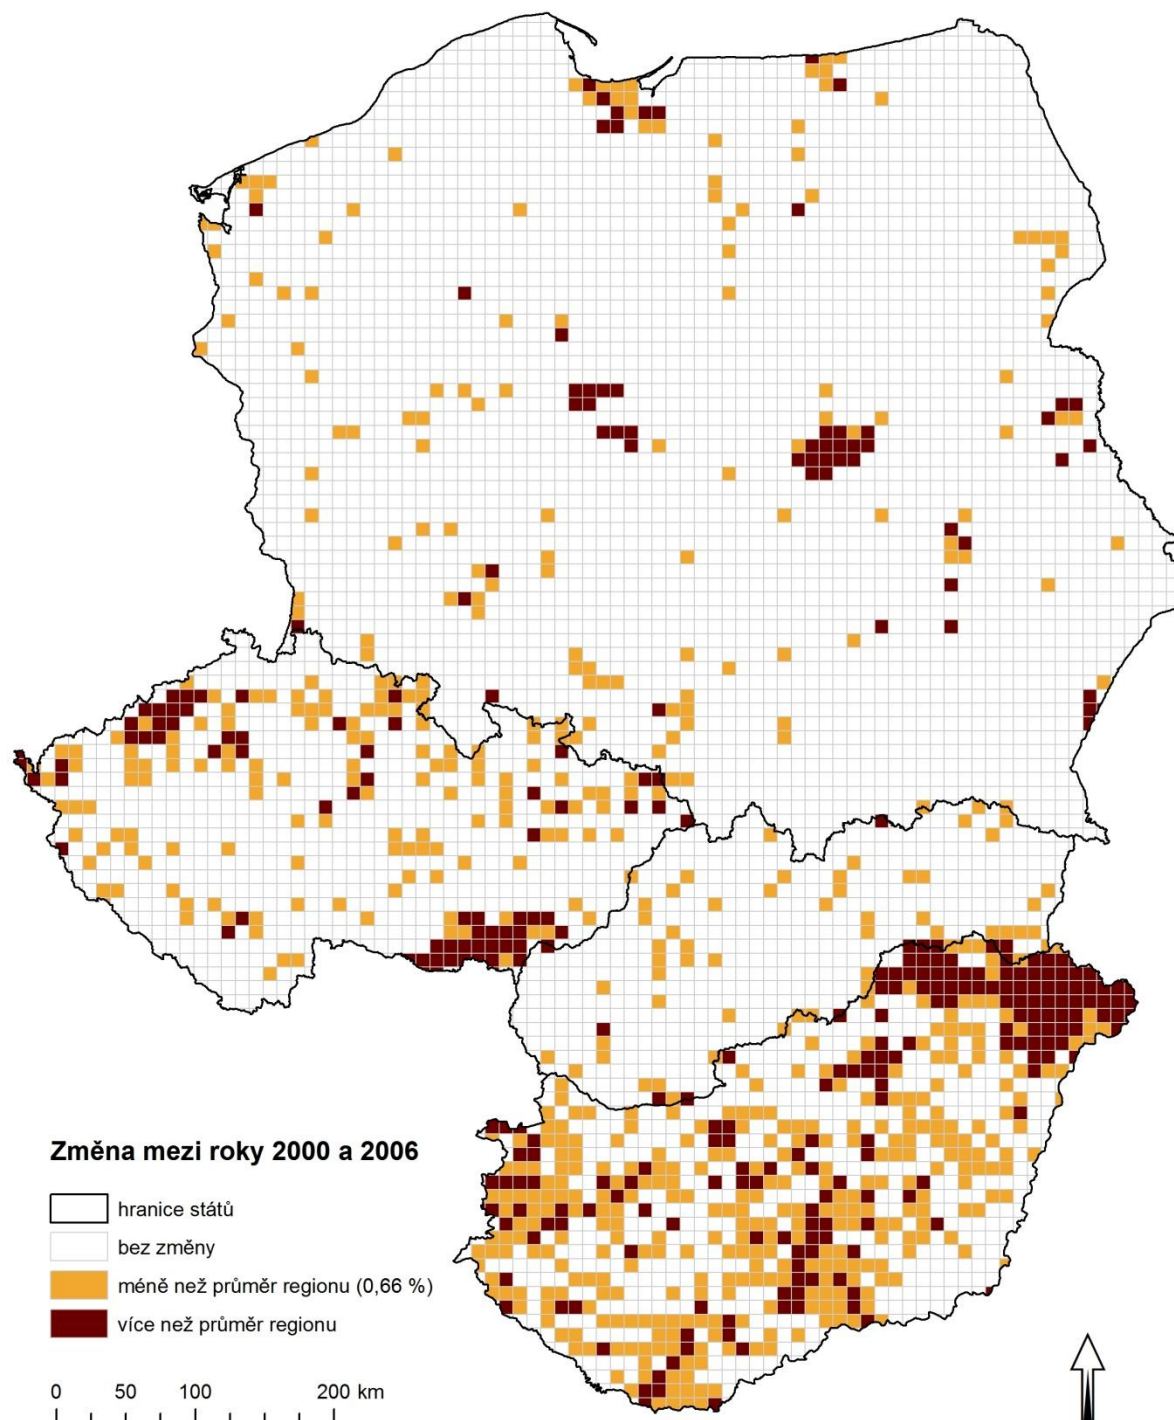 Změna mezi roky 2000 a 2006
hranice států
bez změny
méně než průměr regionu (0,66 %)
více než průměr regionu
0 50 100 200 km